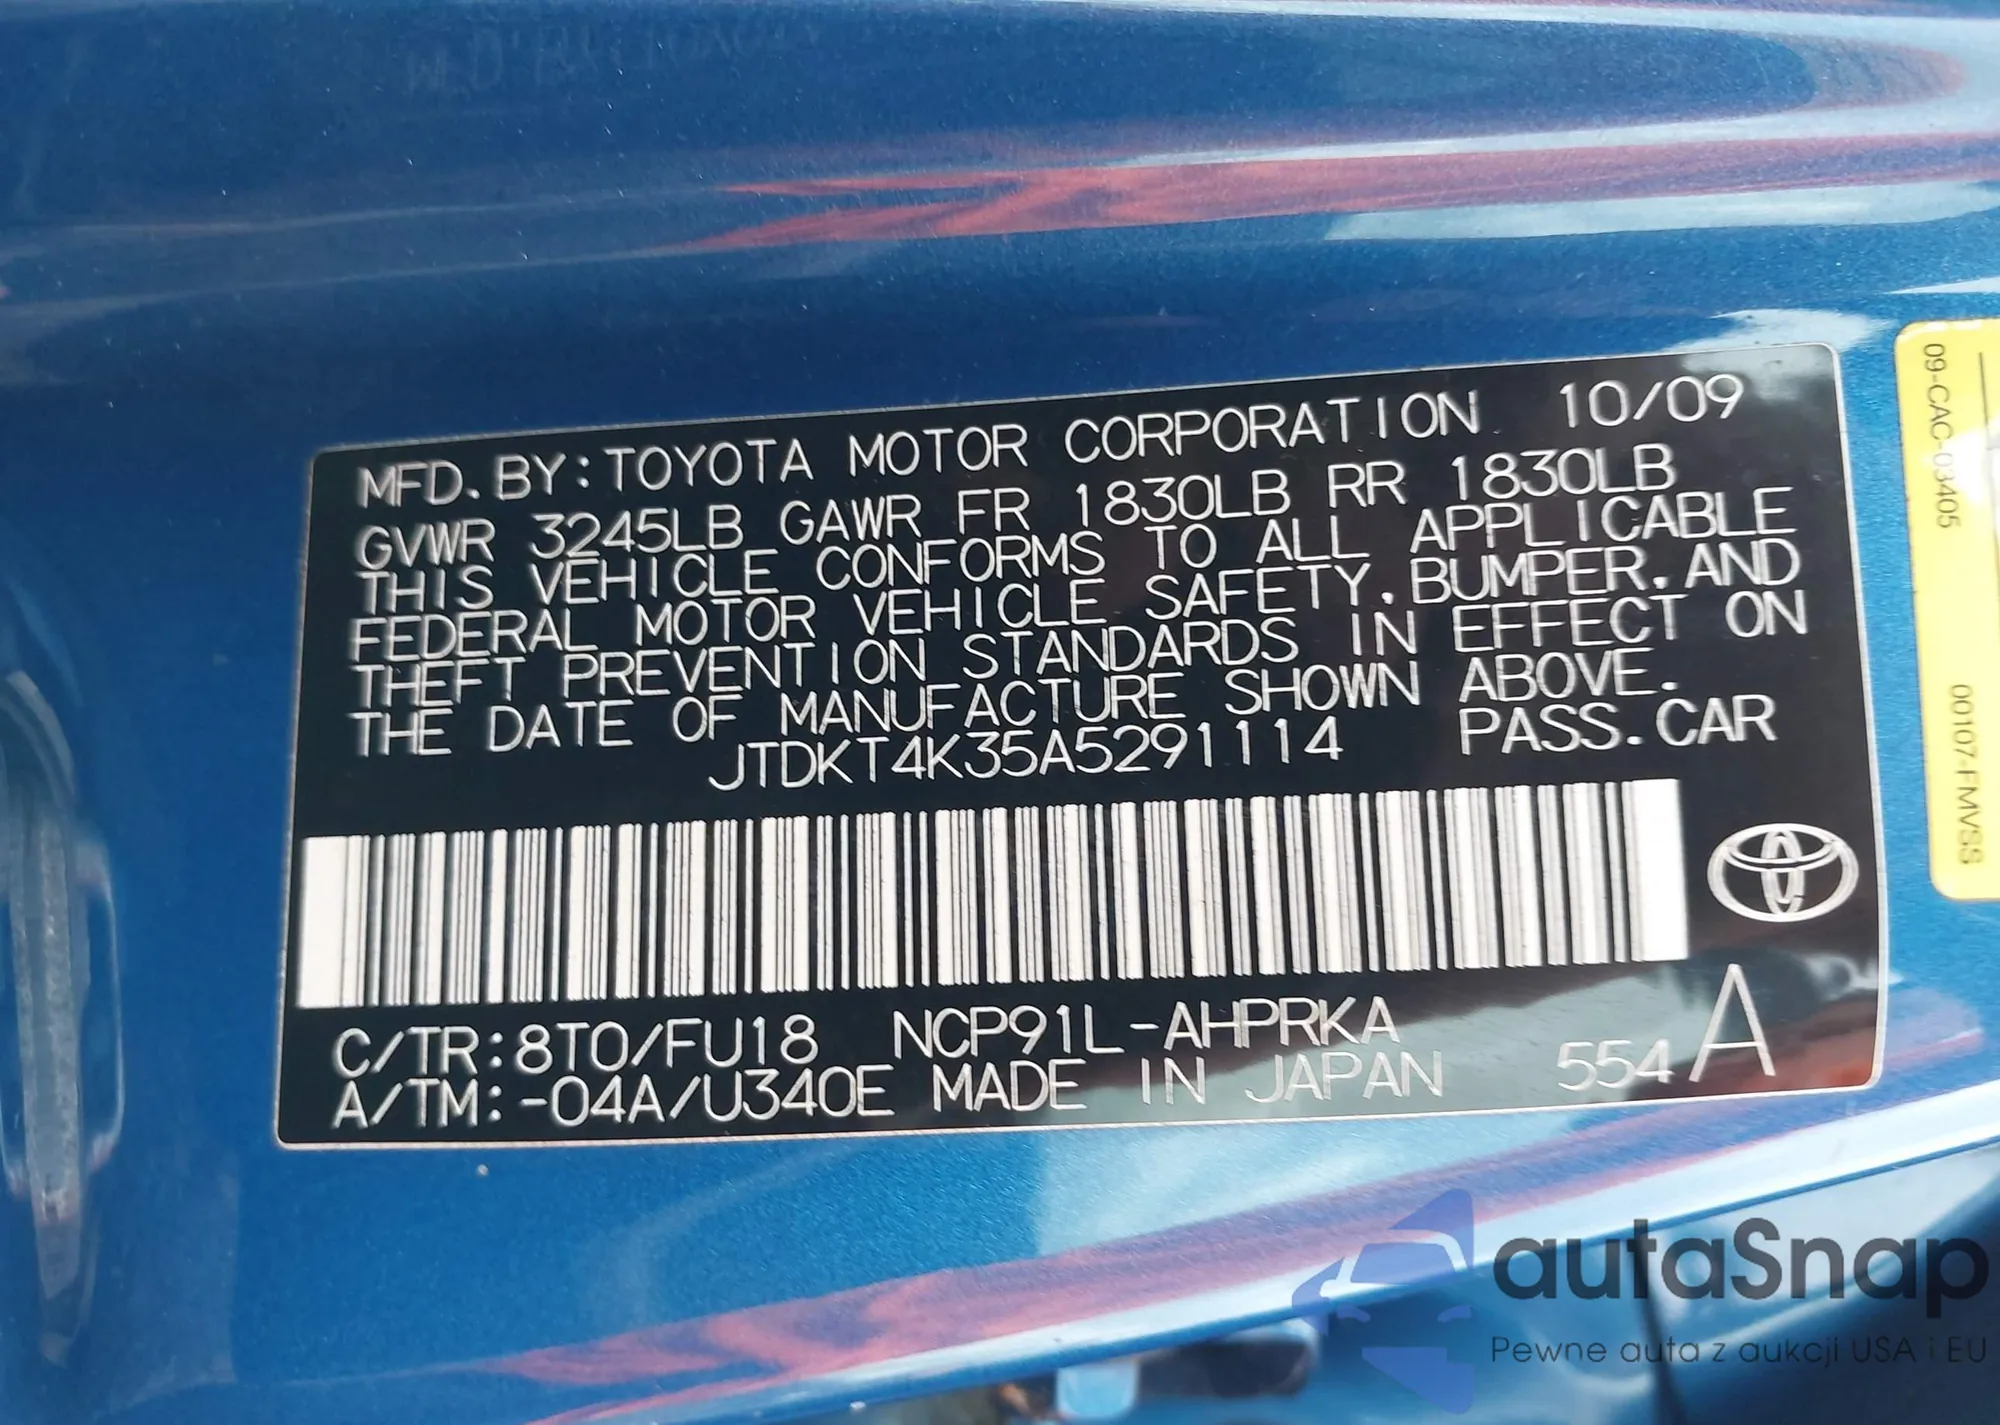 MFD. BY: TOYOTA MOTOR CORPORATION 10/09
GVWR 3245LB GAWR FR 1830LB RR 1830LB
THIS VEHICLE CONFORMS TO ALL APPLICABLE
FEDERAL MOTOR VEHICLE SAFETY, BUMPER, AND
THEFT PREVENTION STANDARDS IN EFFECT ON
THE DATE OF MANUFACTURE SHOWN ABOVE.
JTDKT4K35A5291114 PASS. CAR
C/TR: 8T0/FU18 NCP91L-AHPRKA
A/TM: -04A/U340E MADE IN JAPAN 554 A
09-CAC-03405
00107-FMVSS
autaSnap
Pewne auta z aukcji USA i EU